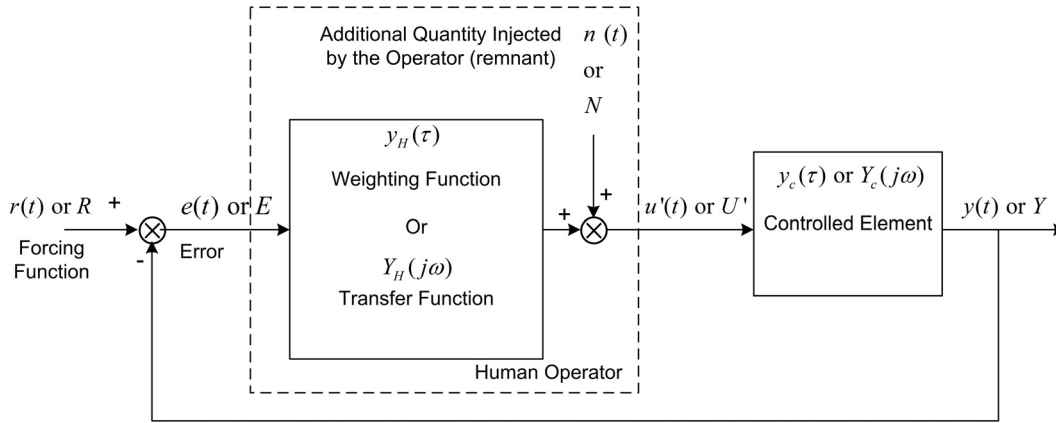 Additional Quantity Injected
by the Operator (remnant)
n (t)
or
N
y_H(τ)
Weighting Function
Or
Y_H(jω)
Transfer Function
Human Operator
r(t) or R
+
-
Forcing
Function
e(t) or E
Error
+
+
u'(t) or U'
y_c(τ) or Y_c(jω)
Controlled Element
y(t) or Y